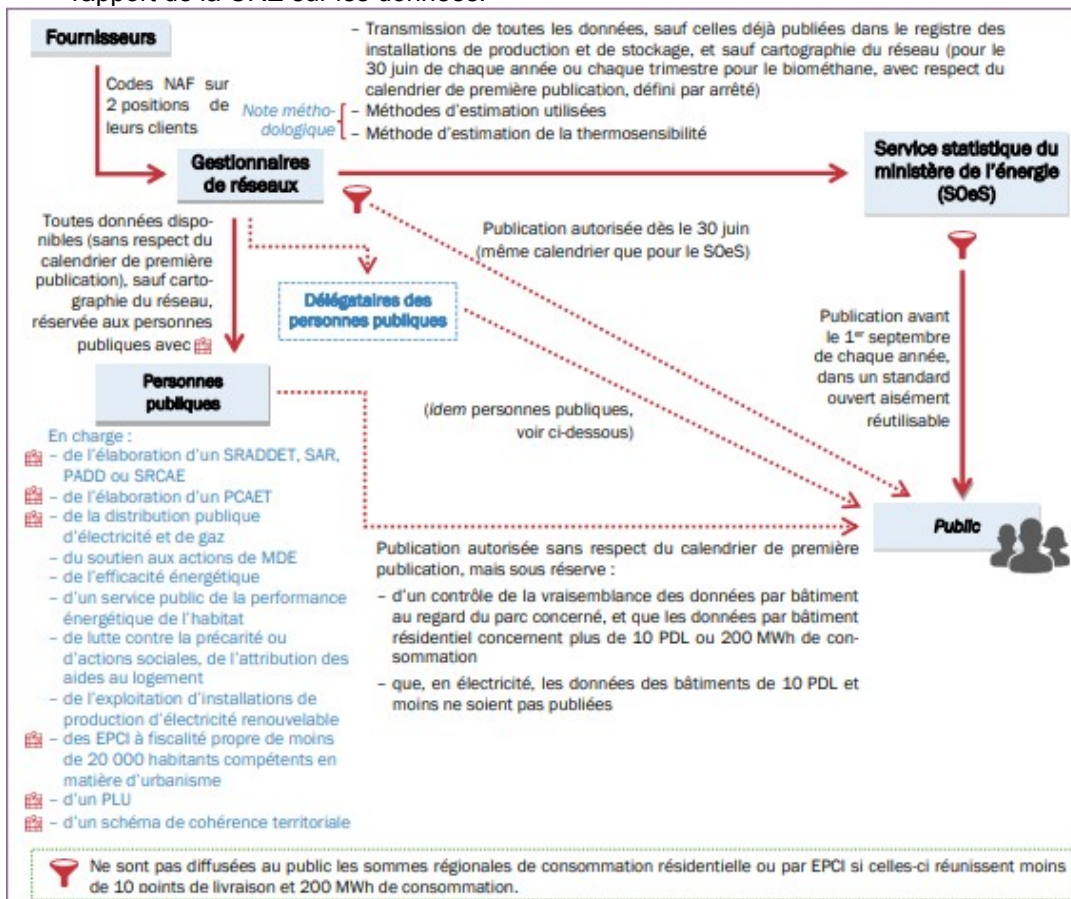 rapport de la CRE sur les données.
Fournisseurs
– Transmission de toutes les données, sauf celles déjà publiées dans le registre des
installations de production et de stockage, et sauf cartographie du réseau (pour le
30 juin de chaque année ou chaque trimestre pour le biométhane, avec respect du
calendrier de première publication, défini par arrêté)
Codes NAF sur
2 positions de
leurs clients
Note métho-
dologique
– Méthodes d'estimation utilisées
– Méthode d'estimation de la thermosensibilité
Gestionnaires
de réseaux
Service statistique du
ministère de l'énergie
(SOeS)
Toutes données dispo-
nibles (sans respect du
calendrier de première
publication), sauf carto-
graphie du réseau,
réservée aux personnes
publiques avec
Publication autorisée dès le 30 juin
(même calendrier que pour le SOeS)
Délégataires des
personnes publiques
Publication avant
le 1er septembre
de chaque année,
dans un standard
ouvert aisément
réutilisable
Personnes
publiques
(idem personnes publiques,
voir ci-dessous)
En charge :
– de l'élaboration d'un SRADDET, SAR,
PADD ou SRCAE
– de l'élaboration d'un PCAET
– de la distribution publique
d'électricité et de gaz
– du soutien aux actions de MDE
– de l'efficacité énergétique
– d'un service public de la performance
énergétique de l'habitat
– de lutte contre la précarité ou
d'actions sociales, de l'attribution des
aides au logement
– de l'exploitation d'installations de
production d'électricité renouvelable
– des EPCI à fiscalité propre de moins
de 20 000 habitants compétents en
matière d'urbanisme
– d'un PLU
– d'un schéma de cohérence territoriale
Public
Publication autorisée sans respect du calendrier de première
publication, mais sous réserve :
– d'un contrôle de la vraisemblance des données par bâtiment
au regard du parc concerné, et que les données par bâtiment
résidentiel concernent plus de 10 PDL ou 200 MWh de con-
sommation
– que, en électricité, les données des bâtiments de 10 PDL et
moins ne soient pas publiées
Ne sont pas diffusées au public les sommes régionales de consommation résidentielle ou par EPCI si celles-ci réunissent moins
de 10 points de livraison et 200 MWh de consommation.